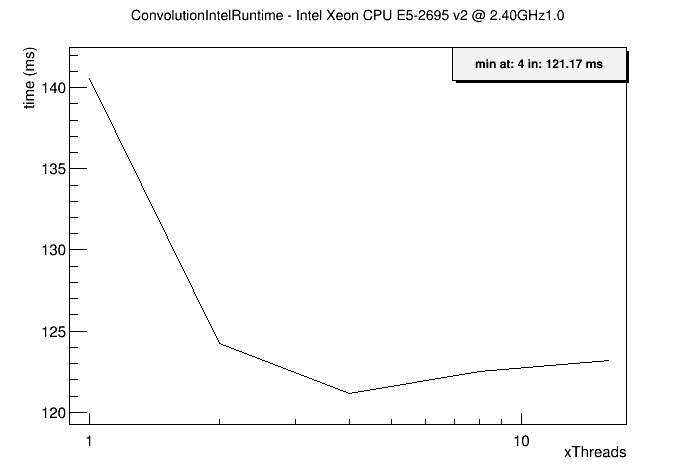 ConvolutionIntelRuntime - Intel Xeon CPU E5-2695 v2 @ 2.40GHz1.0
time (ms)
min at: 4 in: 121.17 ms
140
135
130
125
120
1
10
xThreads